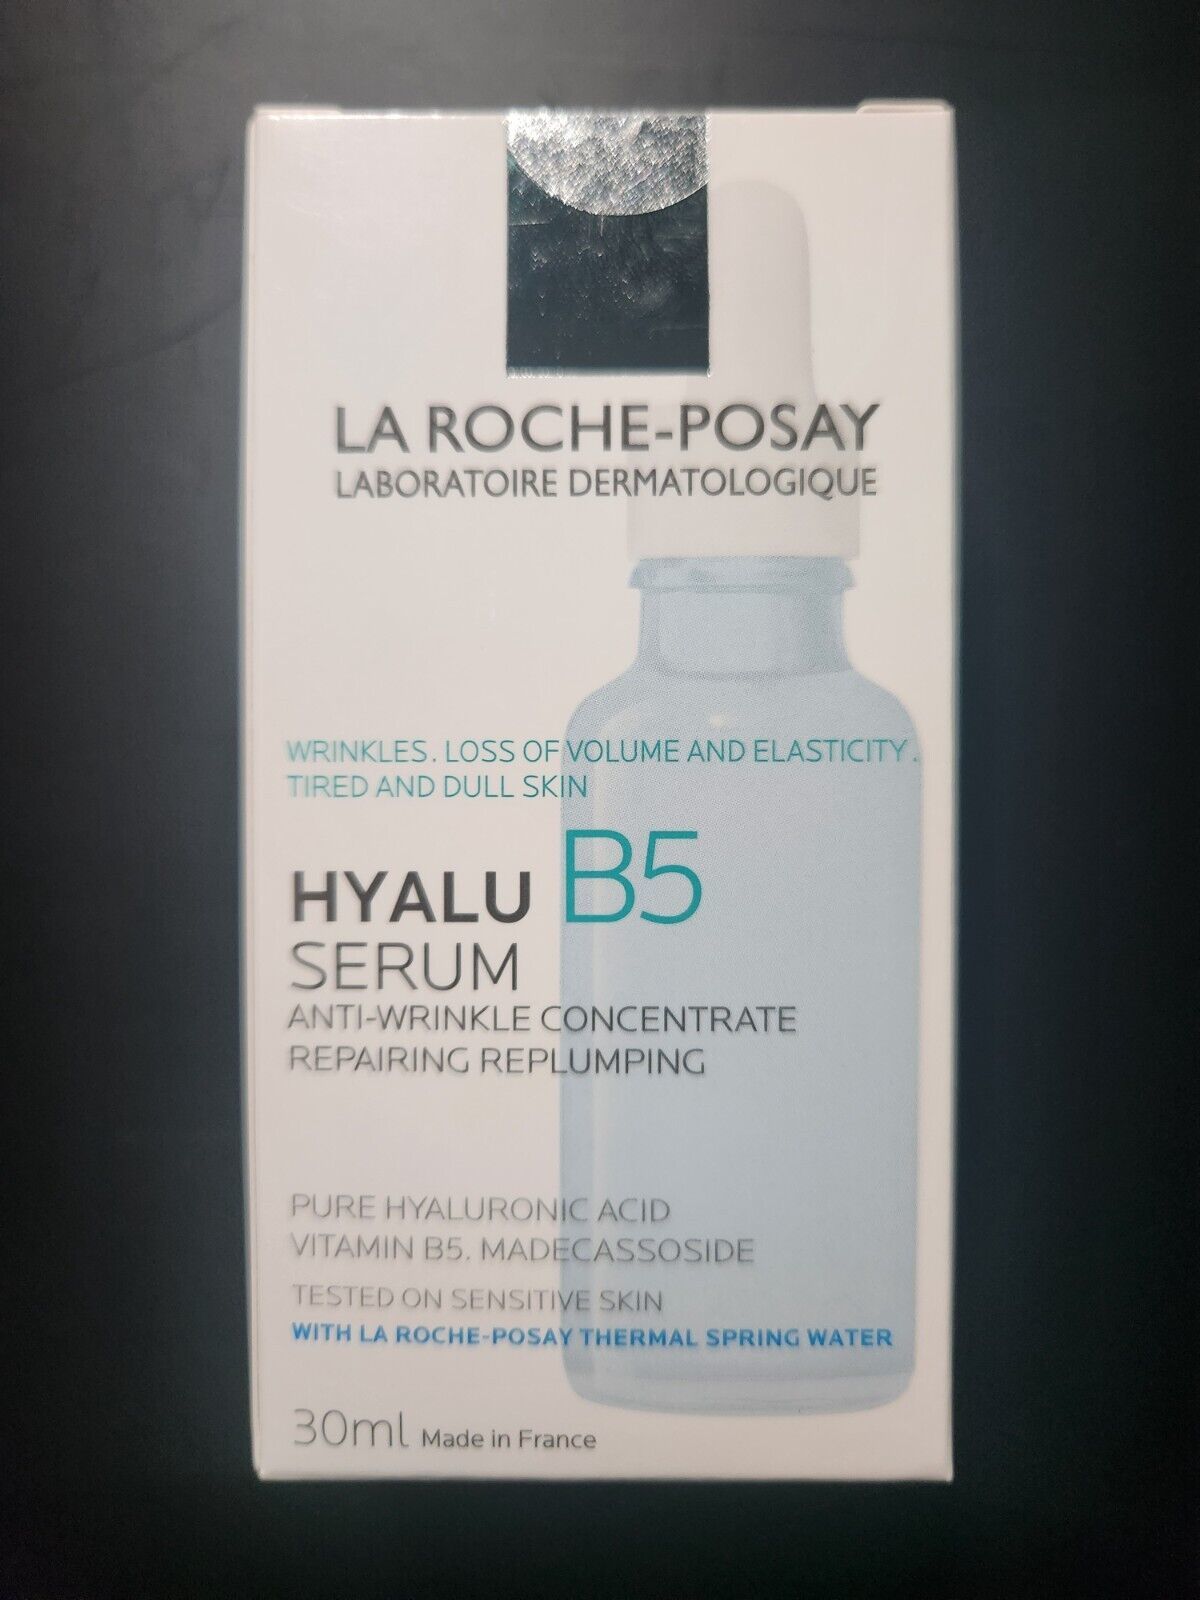 LA ROCHE-POSAY
LABORATOIRE DERMATOLOGIQUE
WRINKLES. LOSS OF VOLUME AND ELASTICITY.
TIRED AND DULL SKIN
HYALU B5
SERUM
ANTI-WRINKLE CONCENTRATE
REPAIRING REPLUMPING
PURE HYALURONIC ACID
VITAMIN B5. MADECASSOSIDE
TESTED ON SENSITIVE SKIN
WITH LA ROCHE-POSAY THERMAL SPRING WATER
30ml Made in France